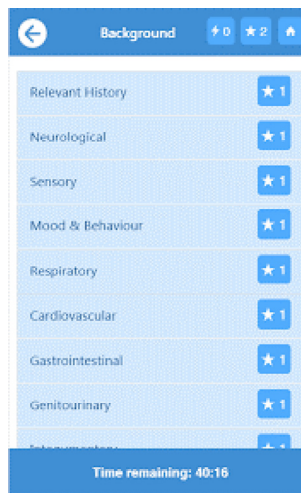 Background 0 2
Relevant History 1
Neurological 1
Sensory 1
Mood & Behaviour 1
Respiratory 1
Cardiovascular 1
Gastrointestinal 1
Genitourinary 1
Integumentary 1
Time remaining: 40:16